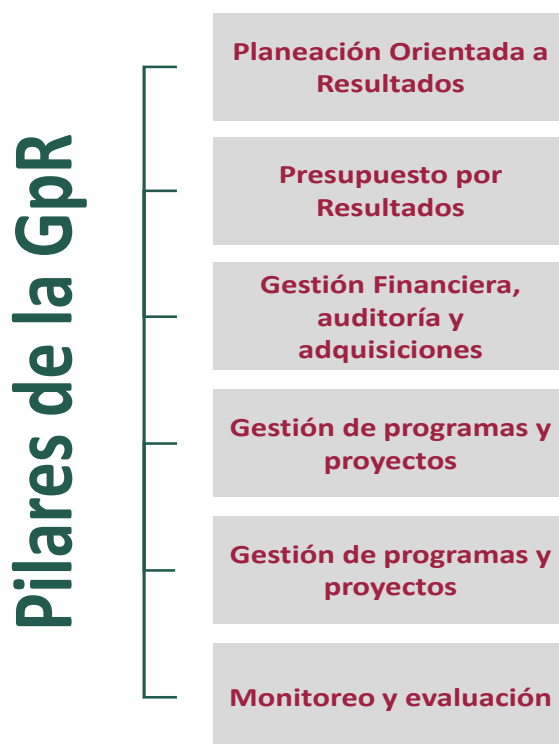 Pilares de la GpR
Planeación Orientada a
Resultados
Presupuesto por
Resultados
Gestión Financiera,
auditoría y
adquisiciones
Gestión de programas y
proyectos
Gestión de programas y
proyectos
Monitoreo y evaluación